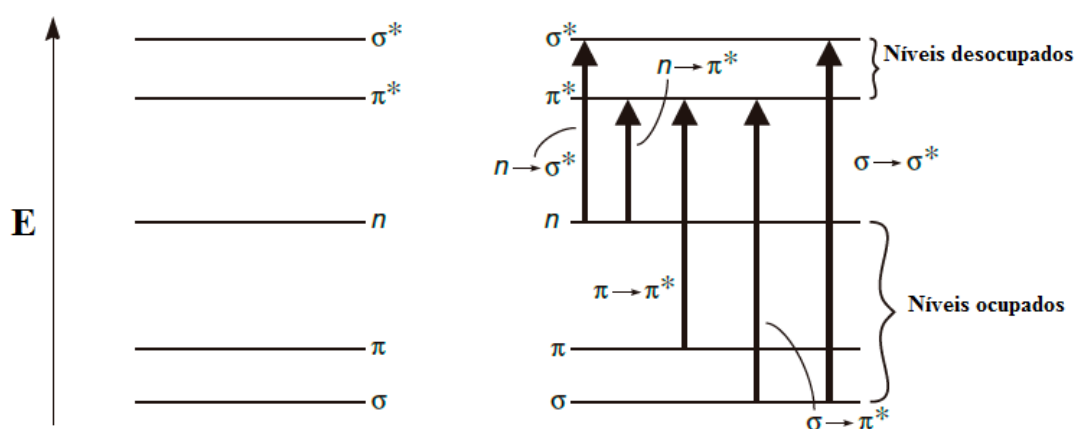 E
σ*
π*
n
π
σ
σ*
π*
n
π
σ
n → π*
n → σ*
π → π*
σ → σ*
σ → π*
Níveis desocupados
Níveis ocupados